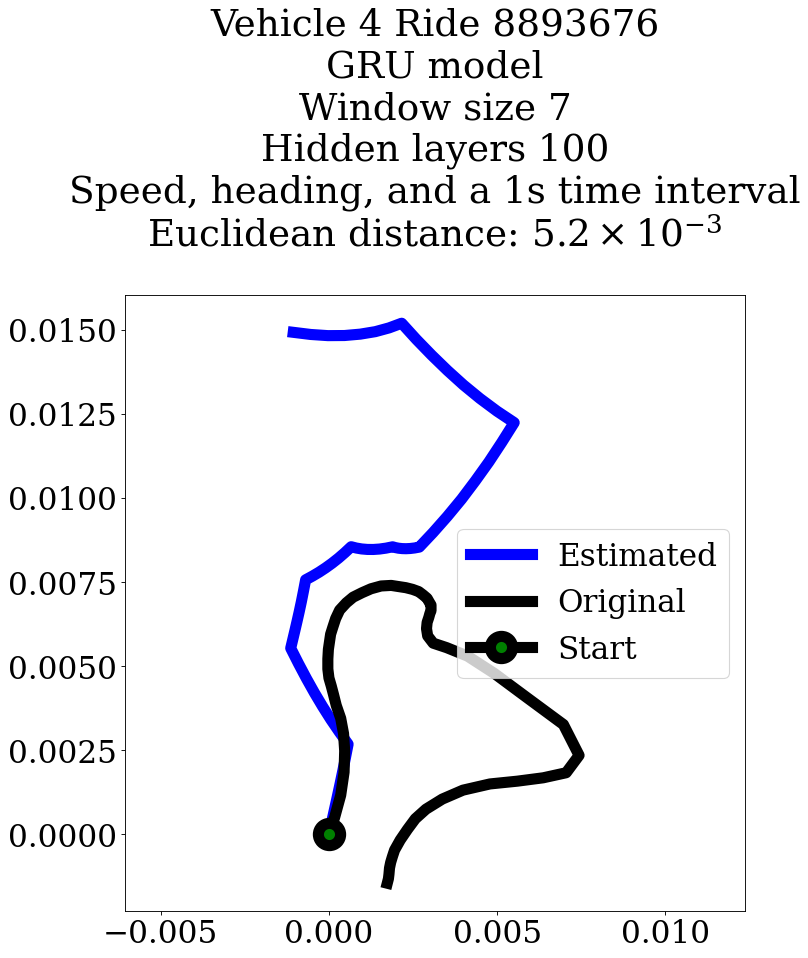 Vehicle 4 Ride 8893676
GRU model
Window size 7
Hidden layers 100
Speed, heading, and a 1s time interval
Euclidean distance: 5.2 × 10⁻³
0.0150
0.0125
0.0100
0.0075
0.0050
0.0025
0.0000
Estimated
Original
Start
−0.005 0.000 0.005 0.010